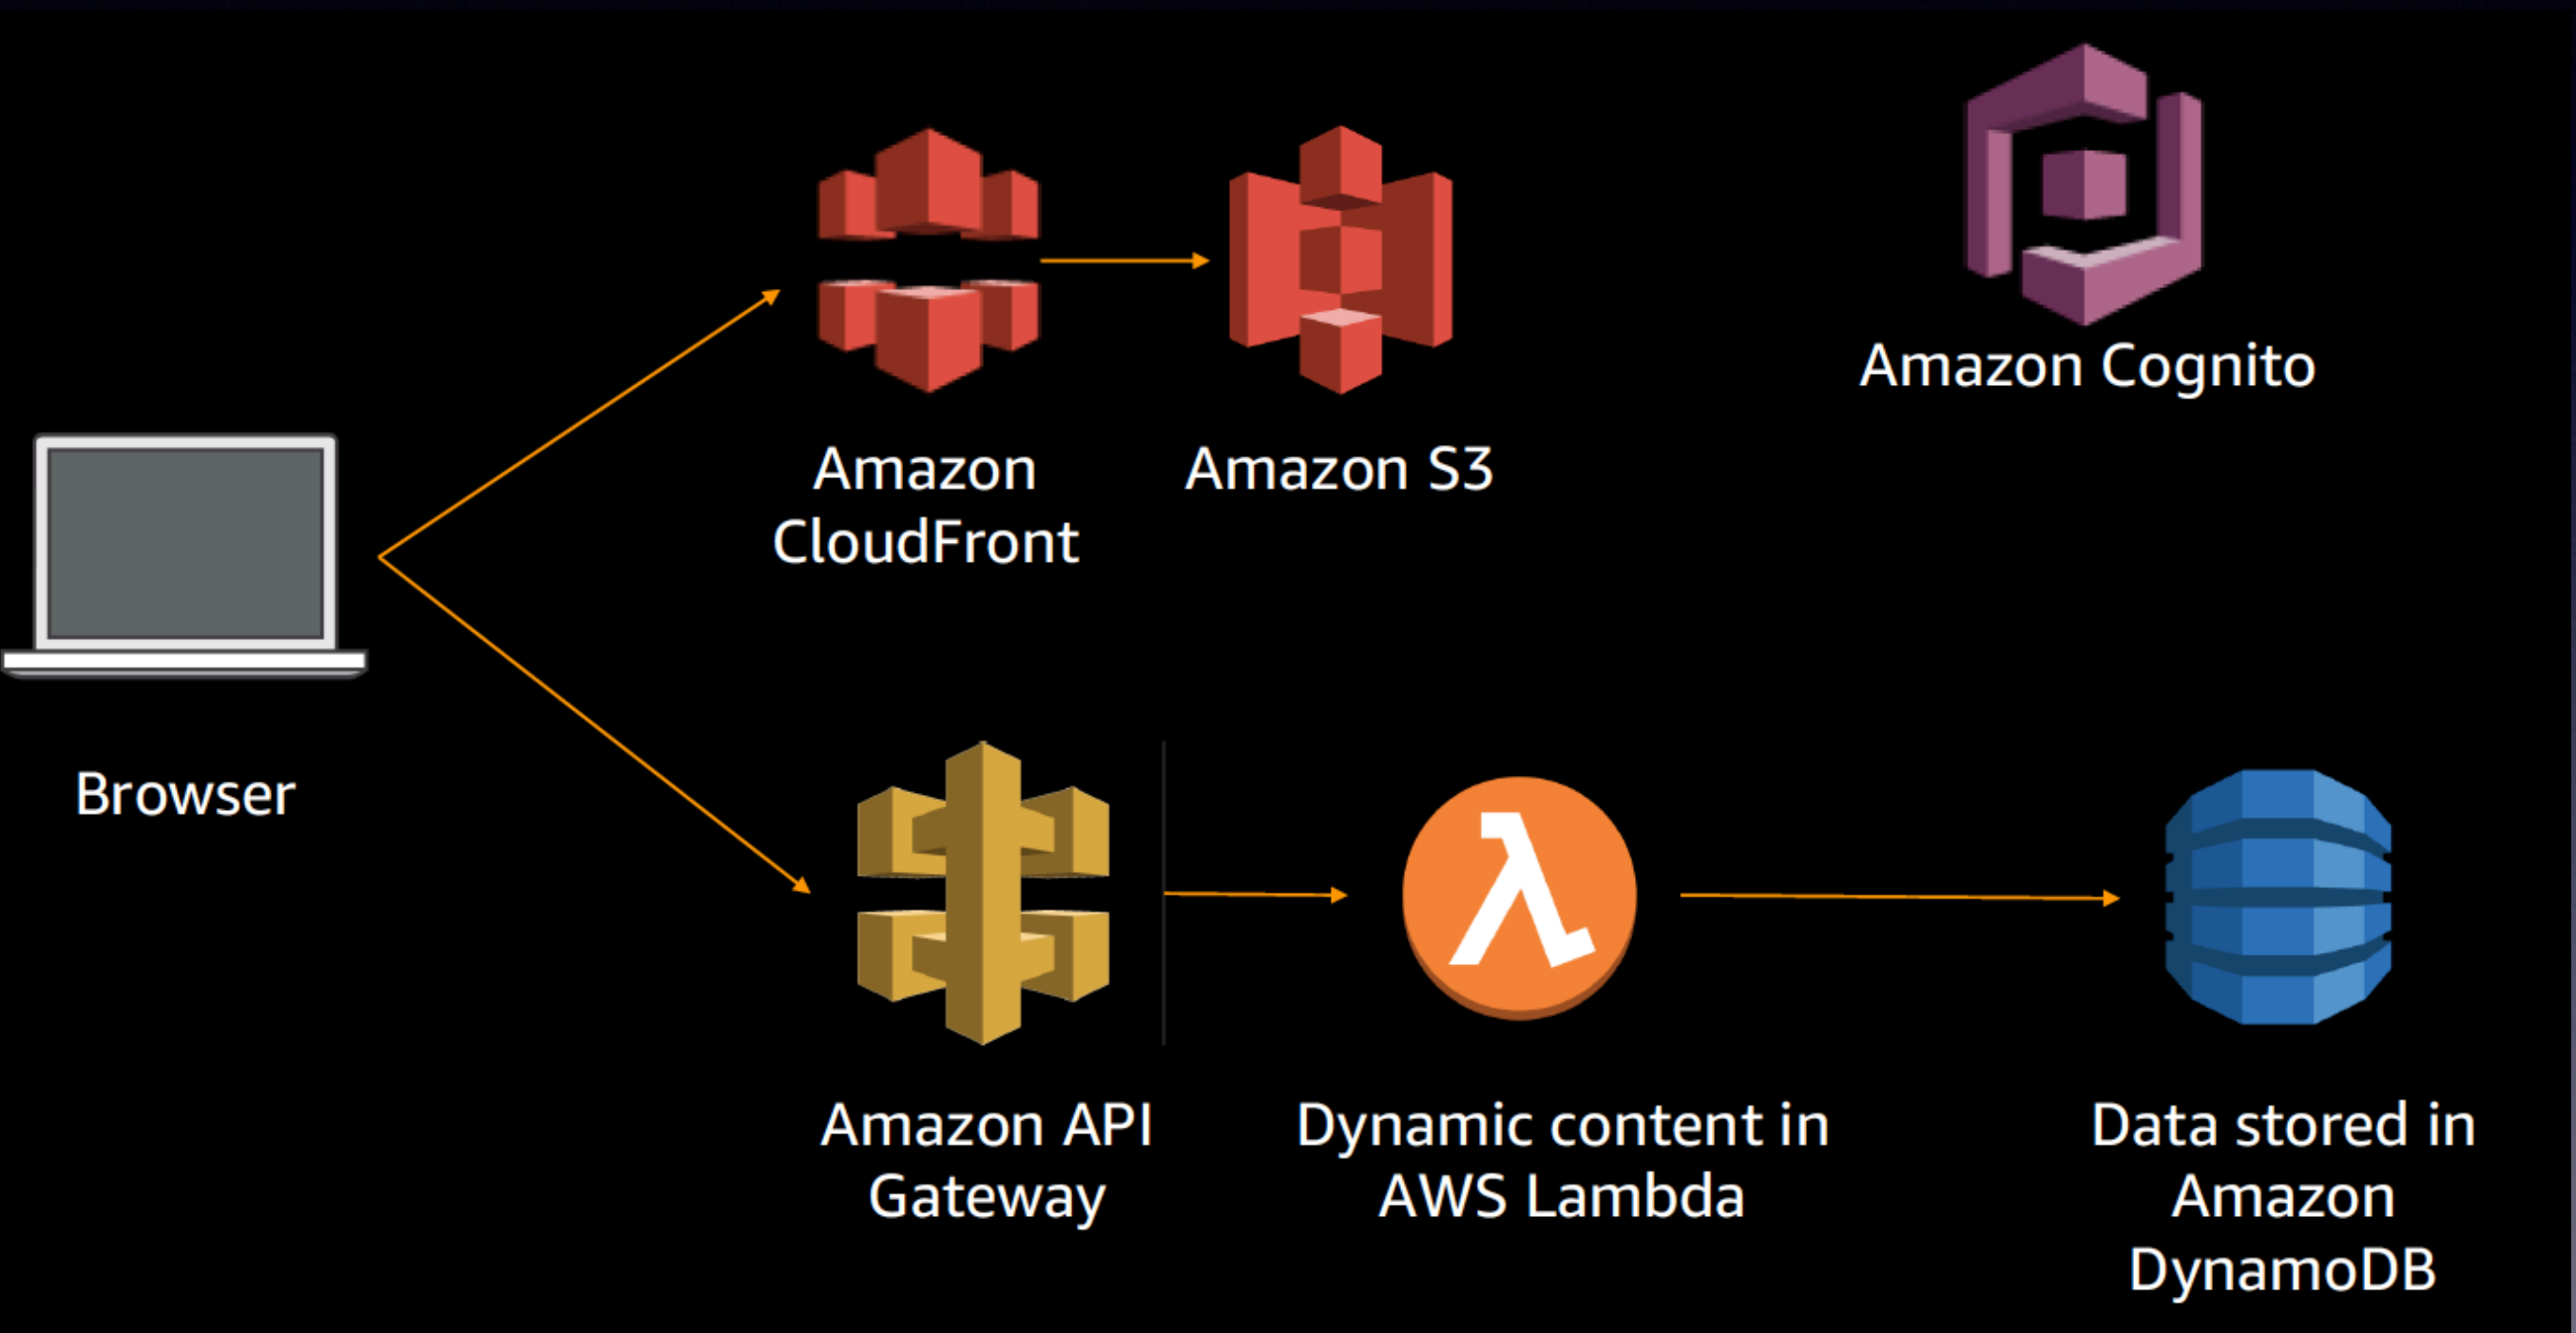 Amazon Cognito
Amazon
CloudFront
Amazon S3
Browser
Amazon API
Gateway
Dynamic content in
AWS Lambda
Data stored in
Amazon
DynamoDB